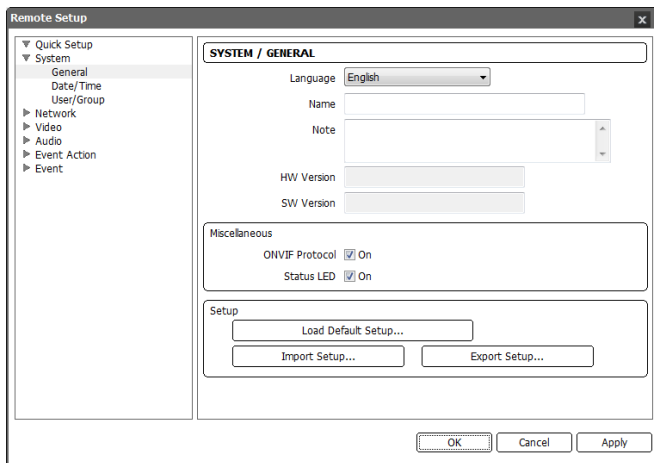 Remote Setup
x
Quick Setup
System
General
Date/Time
User/Group
Network
Video
Audio
Event Action
Event
SYSTEM / GENERAL
Language English
Name
Note
HW Version
SW Version
Miscellaneous
ONVIF Protocol On
Status LED On
Setup
Load Default Setup...
Import Setup... Export Setup...
OK Cancel Apply